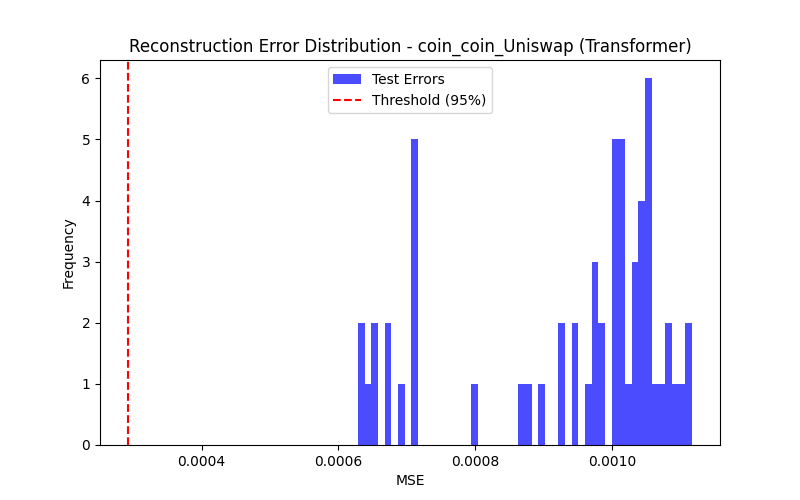 Reconstruction Error Distribution - coin_coin_Uniswap (Transformer)
Test Errors
Threshold (95%)
Frequency
6
5
4
3
2
1
0
0.0004 0.0006 0.0008 0.0010
MSE